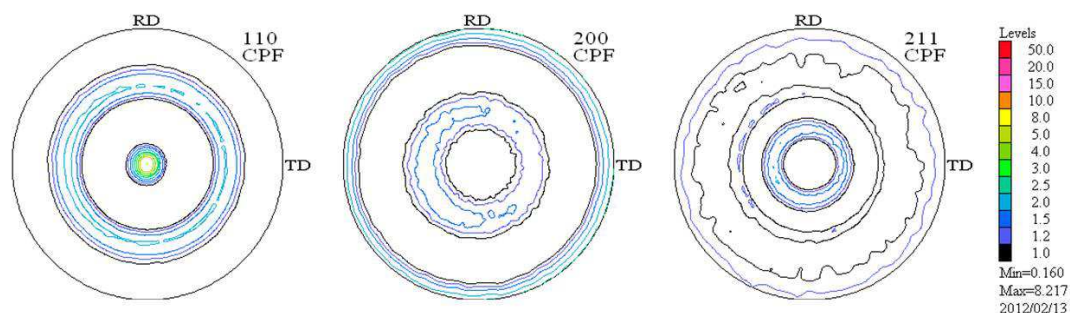 RD
110
CPF
TD
RD
200
CPF
TD
RD
211
CPF
TD
Levels
50.0
20.0
15.0
10.0
8.0
5.0
4.0
3.0
2.5
2.0
1.5
1.2
1.0
Min=0.160
Max=8.217
2012/02/13